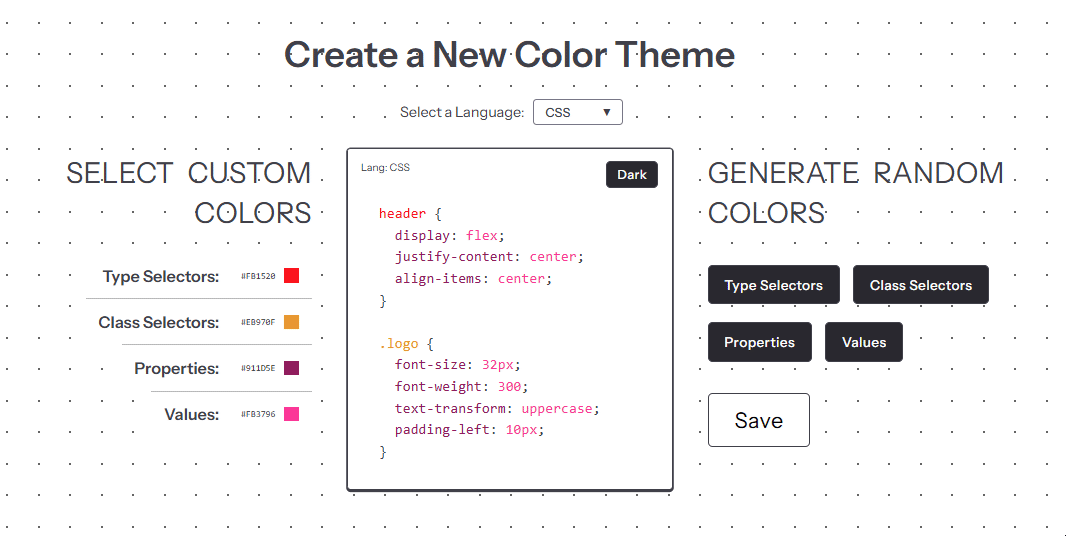 Create a New Color Theme
Select a Language: CSS ▼
SELECT CUSTOM
COLORS
Type Selectors: #FB1520
Class Selectors: #EB970F
Properties: #911D5E
Values: #FB3796
Lang: CSS
Dark
header {
  display: flex;
  justify-content: center;
  align-items: center;
}
.logo {
  font-size: 32px;
  font-weight: 300;
  text-transform: uppercase;
  padding-left: 10px;
}
GENERATE RANDOM
COLORS
Type Selectors Class Selectors
Properties Values
Save